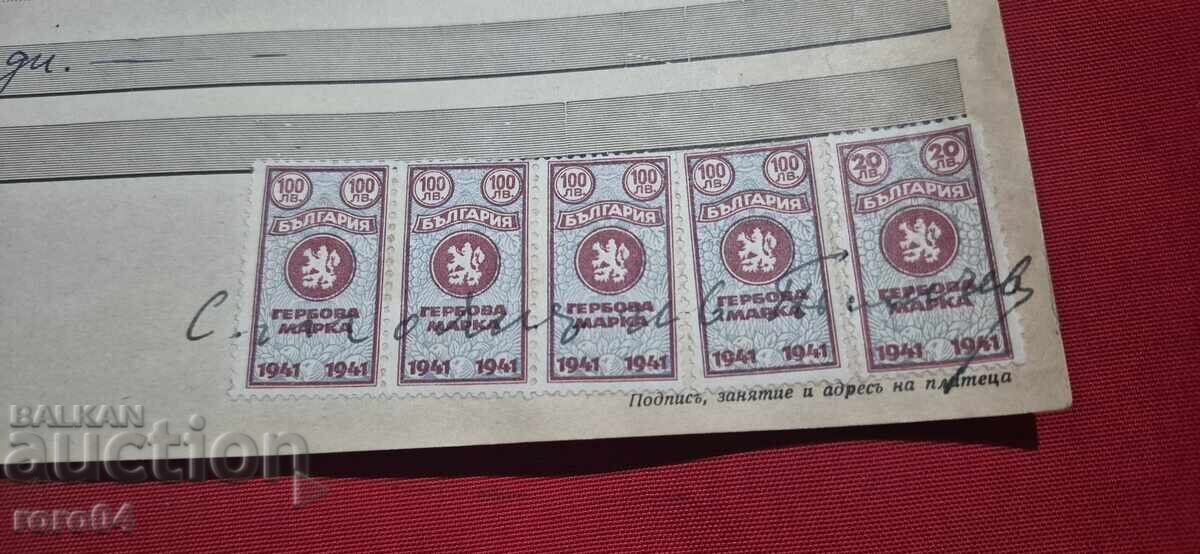 ди. — —
100 ЛВ. 100 ЛВ. 100 ЛВ. 100 ЛВ. 100 ЛВ. 100 ЛВ. 100 ЛВ. 100 ЛВ. 20 ЛВ. 20 ЛВ.
БЪЛГАРИЯ БЪЛГАРИЯ БЪЛГАРИЯ БЪЛГАРИЯ БЪЛГАРИЯ
ГЕРБОВА ГЕРБОВА ГЕРБОВА ГЕРБОВА ГЕРБОВА
МАРКА МАРКА МАРКА МАРКА МАРКА
1941 1941 1941 1941 1941 1941 1941 1941 1941 1941
Подписъ, занятие и адресъ на платеца
BALKAN
auction
roro64